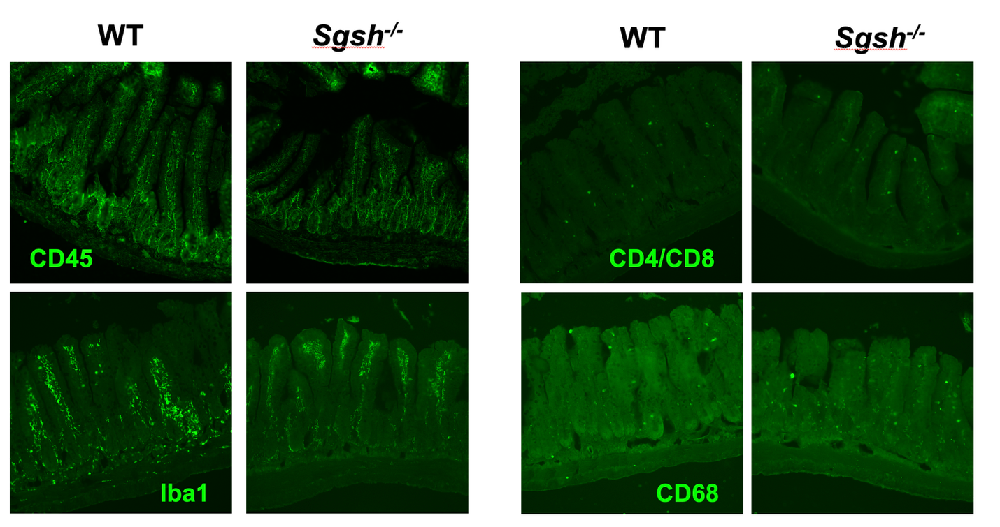 WT Sgsh-/- WT Sgsh-/-
CD45 CD4/CD8
Iba1 CD68